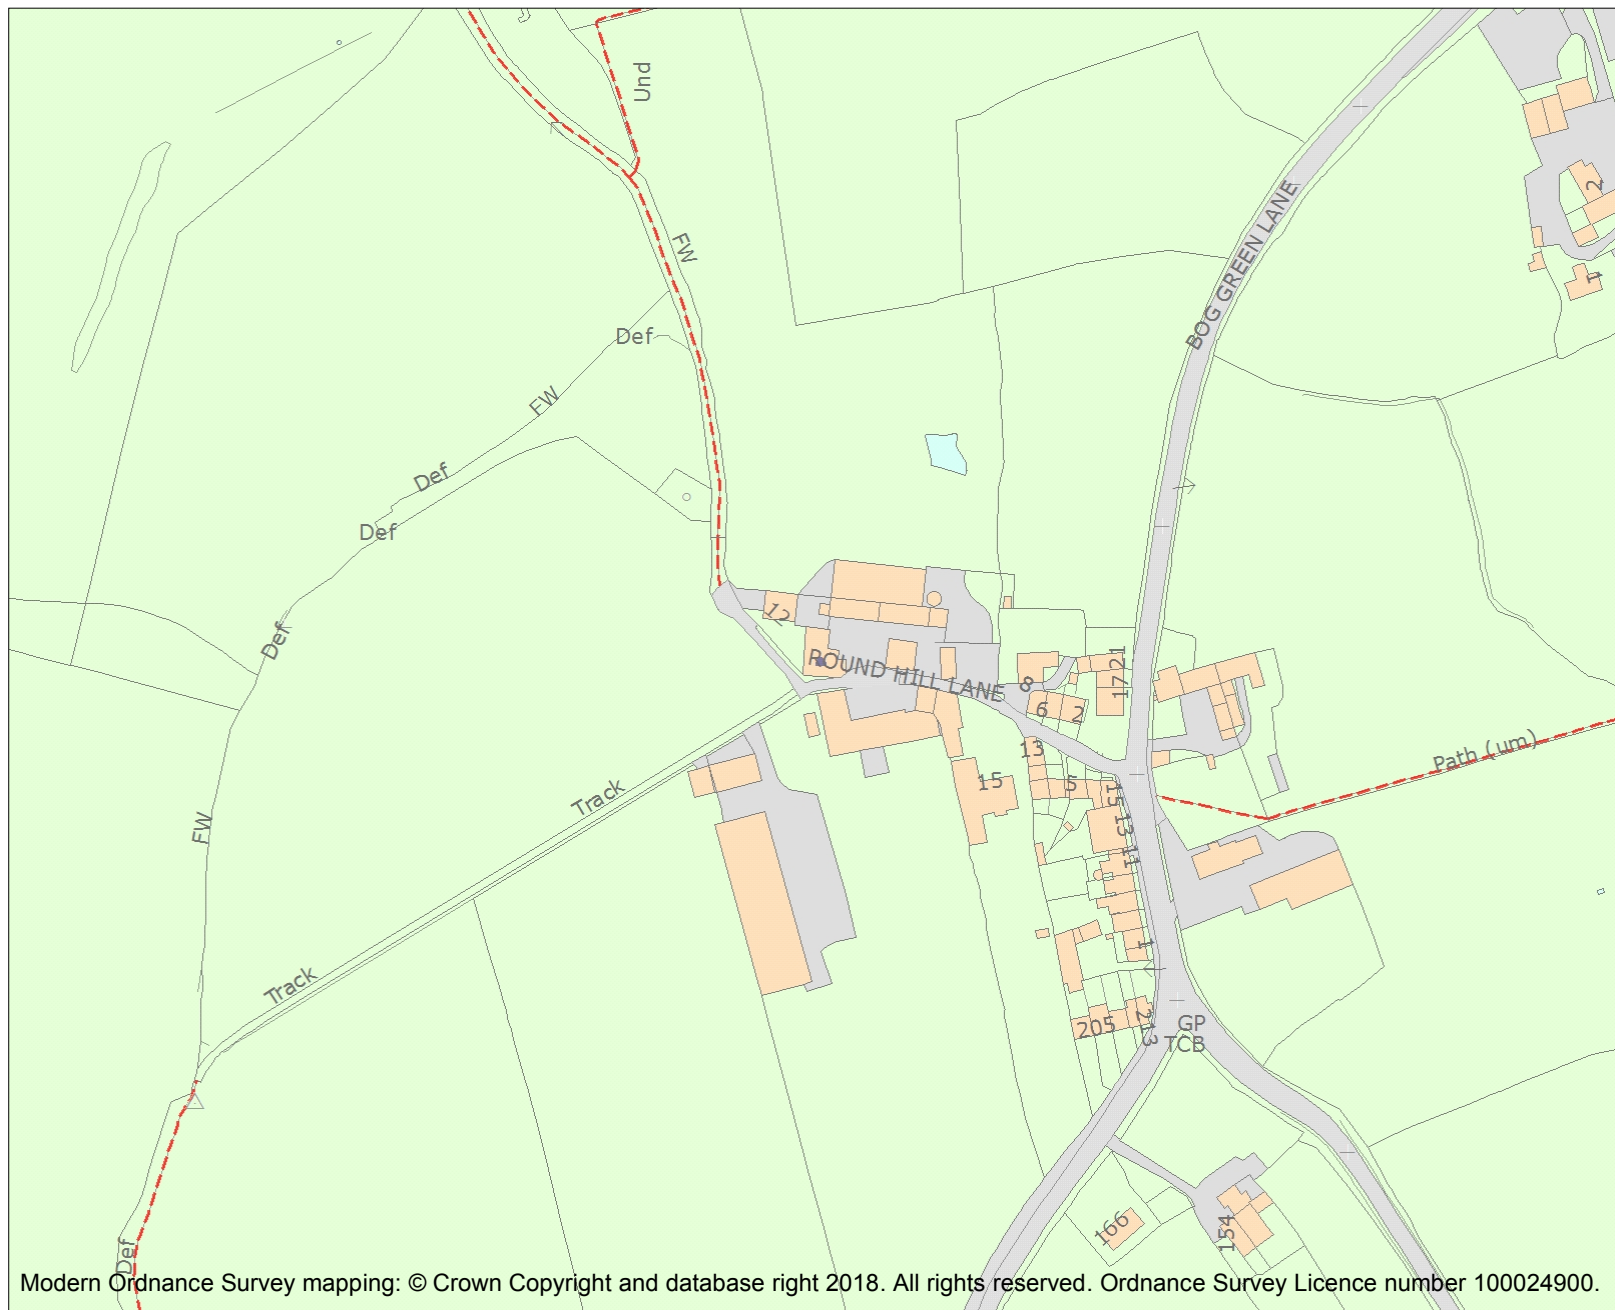 Und
2
FW
1
BOG GREEN LANE
Def
FW
Def
Def
12
Def
ROUND HILL LANE
8
21
17
6
2
13
Path (um)
15
5
15
Track
13
FW
11
1
Track
GP
205
213
TCB
166
154
Def
Modern Ordnance Survey mapping: © Crown Copyright and database right 2018. All rights reserved. Ordnance Survey Licence number 100024900.